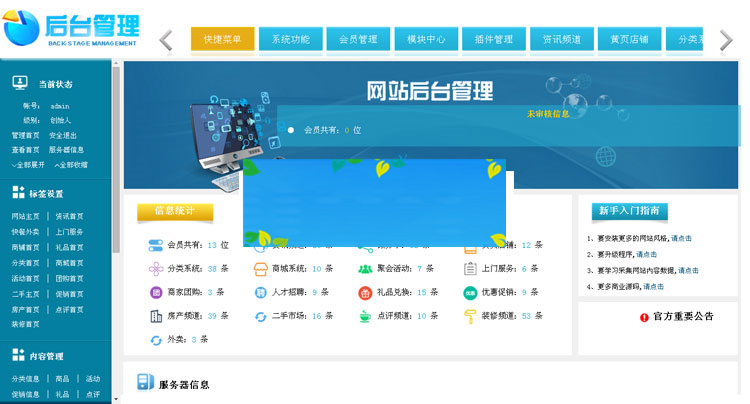 后台管理
BACK-STAGE MANAGEMENT
快捷菜单 系统功能 会员管理 模块中心 插件管理 资讯频道 黄页店铺 分类
当前状态
帐号: admin
级别: 创始人
管理首页 安全退出
查看首页 服务器信息
全部展开 全部收缩
标签设置
网站主页 | 资讯首页
快餐外卖 | 上门服务
商铺首页 | 礼品首页
分类首页 | 商城首页
活动首页 | 团购首页
二手主页 | 促销首页
房产首页 | 点评首页
装修首页
内容管理
分类信息 | 商品 | 活动
促销信息 | 礼品 | 点评
网站后台管理
未审核信息
会员共有: 0 位
信息统计
会员共有: 13 位
12 条
分类系统: 38 条 商城系统: 10 条 聚会活动: 7 条 上门服务: 6 条
商家团购: 3 条 人才招聘: 9 条 礼品兑换: 15 条 优惠促销: 9 条
房产频道: 39 条 二手市场: 16 条 点评频道: 10 条 装修频道: 53 条
外卖: 3 条
新手入门指南
1、要安装更多的网站风格,请点击
2、要升级程序,请点击
3、要学习采集网站内容数据,请点击
4、更多商业源码,请点击
官方重要公告
服务器信息